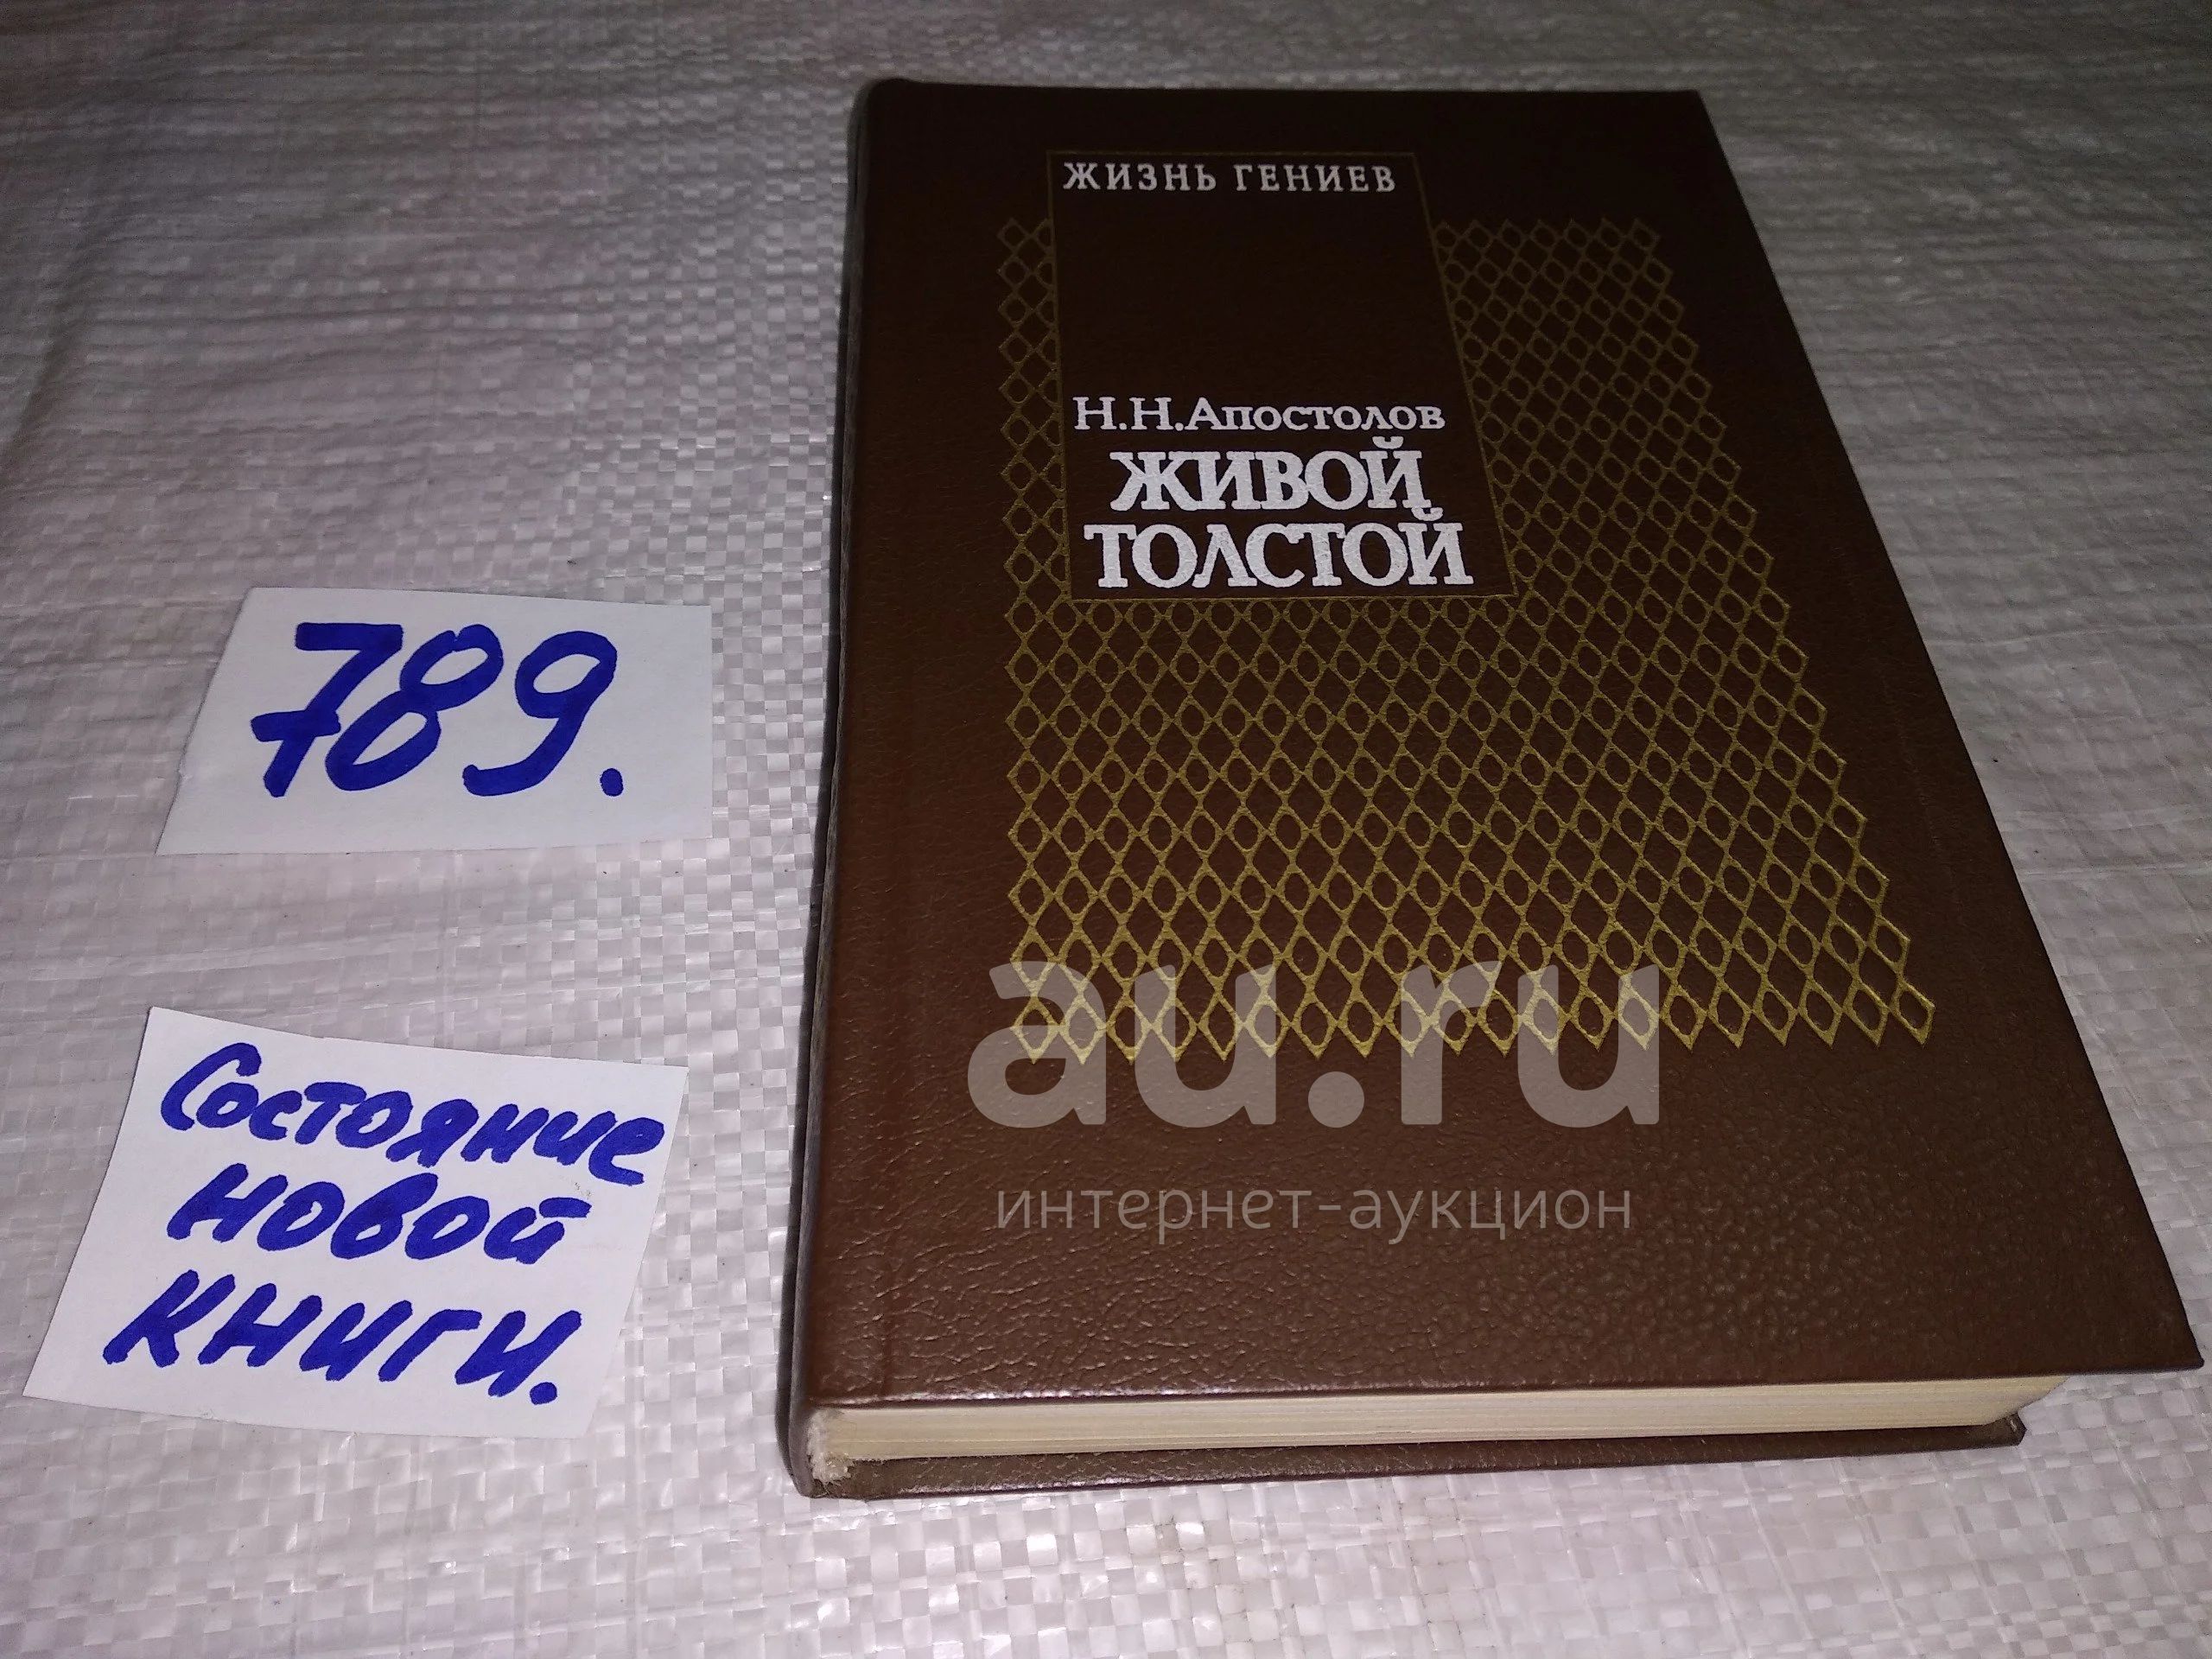 ЖИЗНЬ ГЕНИЕВ
Н.Н.Апостолов
ЖИВОЙ
ТОЛСТОЙ
789.
Состояние
новой
книги.
au.ru
интернет-аукцион